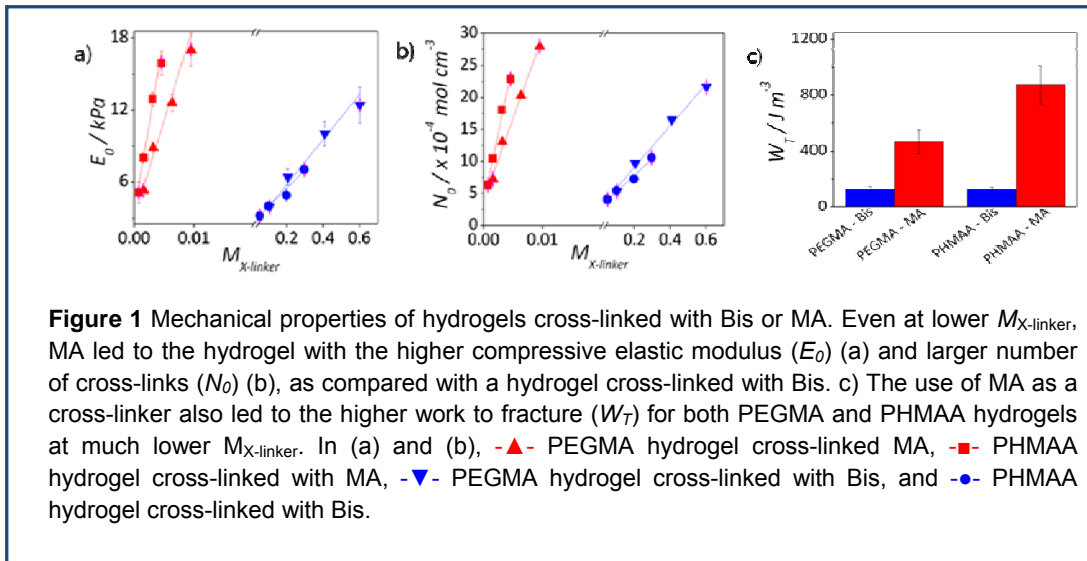 a)
18
12
6
E0 / kPa
0.00 0.01 0.2 0.4 0.6
MX-linker
b)
30
25
20
15
10
5
0
N0 / x 10-4 mol cm-3
0.00 0.01 0.2 0.4 0.6
MX-linker
c)
1200
800
400
0
WT / J m-3
PEGMA - Bis
PEGMA - MA
PHMAA - Bis
PHMAA - MA
Figure 1 Mechanical properties of hydrogels cross-linked with Bis or MA. Even at lower MX-linker,
MA led to the hydrogel with the higher compressive elastic modulus (E0) (a) and larger number
of cross-links (N0) (b), as compared with a hydrogel cross-linked with Bis. c) The use of MA as a
cross-linker also led to the higher work to fracture (WT) for both PEGMA and PHMAA hydrogels
at much lower MX-linker. In (a) and (b), -▲- PEGMA hydrogel cross-linked MA, -■- PHMAA
hydrogel cross-linked with MA, -▼- PEGMA hydrogel cross-linked with Bis, and -●- PHMAA
hydrogel cross-linked with Bis.